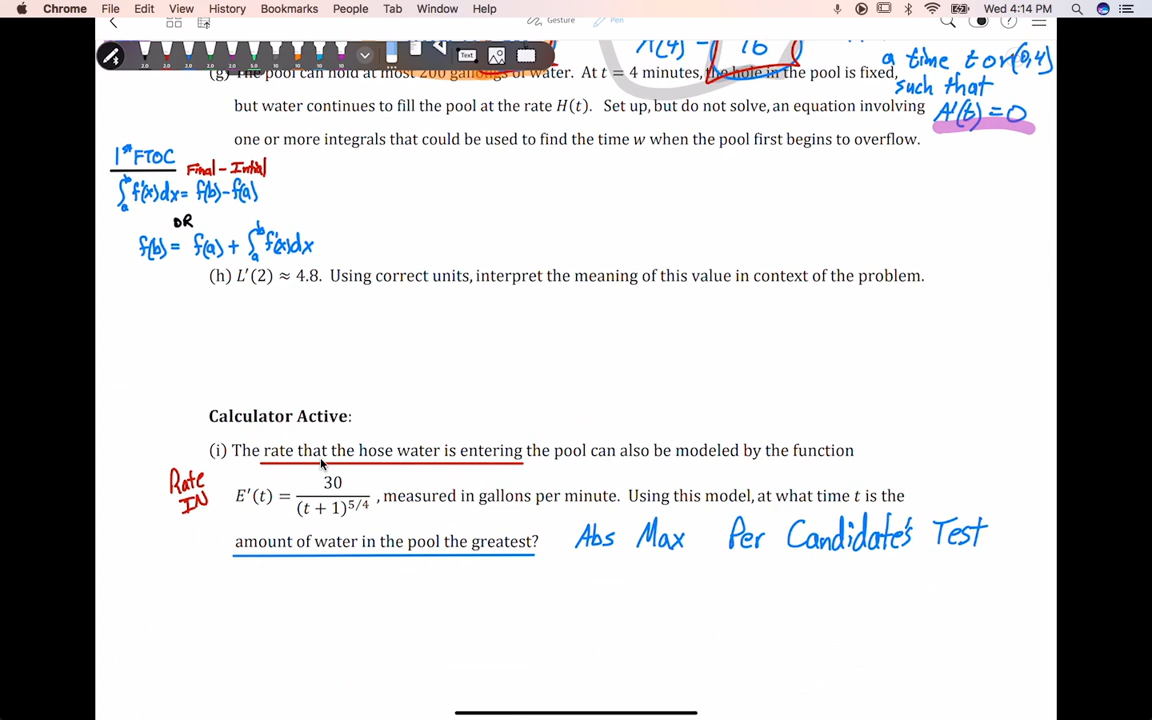 Chrome File Edit View History Bookmarks People Tab Window Help Wed 4:14 PM
Gesture Pen
Text
a time t on (0,4)
such that
A'(t) = 0
(g) The pool can hold at most 200 gallons of water. At t = 4 minutes, the hole in the pool is fixed,
but water continues to fill the pool at the rate H(t). Set up, but do not solve, an equation involving
one or more integrals that could be used to find the time w when the pool first begins to overflow.
1st FTOC
Final - Initial
∫_a^b f'(x)dx = f(b) - f(a)
OR
f(b) = f(a) + ∫_a^b f'(x)dx
(h) L'(2) ≈ 4.8. Using correct units, interpret the meaning of this value in context of the problem.
Calculator Active:
(i) The rate that the hose water is entering the pool can also be modeled by the function
Rate
IN
E'(t) = 30/(t + 1)^5/4 , measured in gallons per minute. Using this model, at what time t is the
amount of water in the pool the greatest? Abs Max Per Candidate's Test